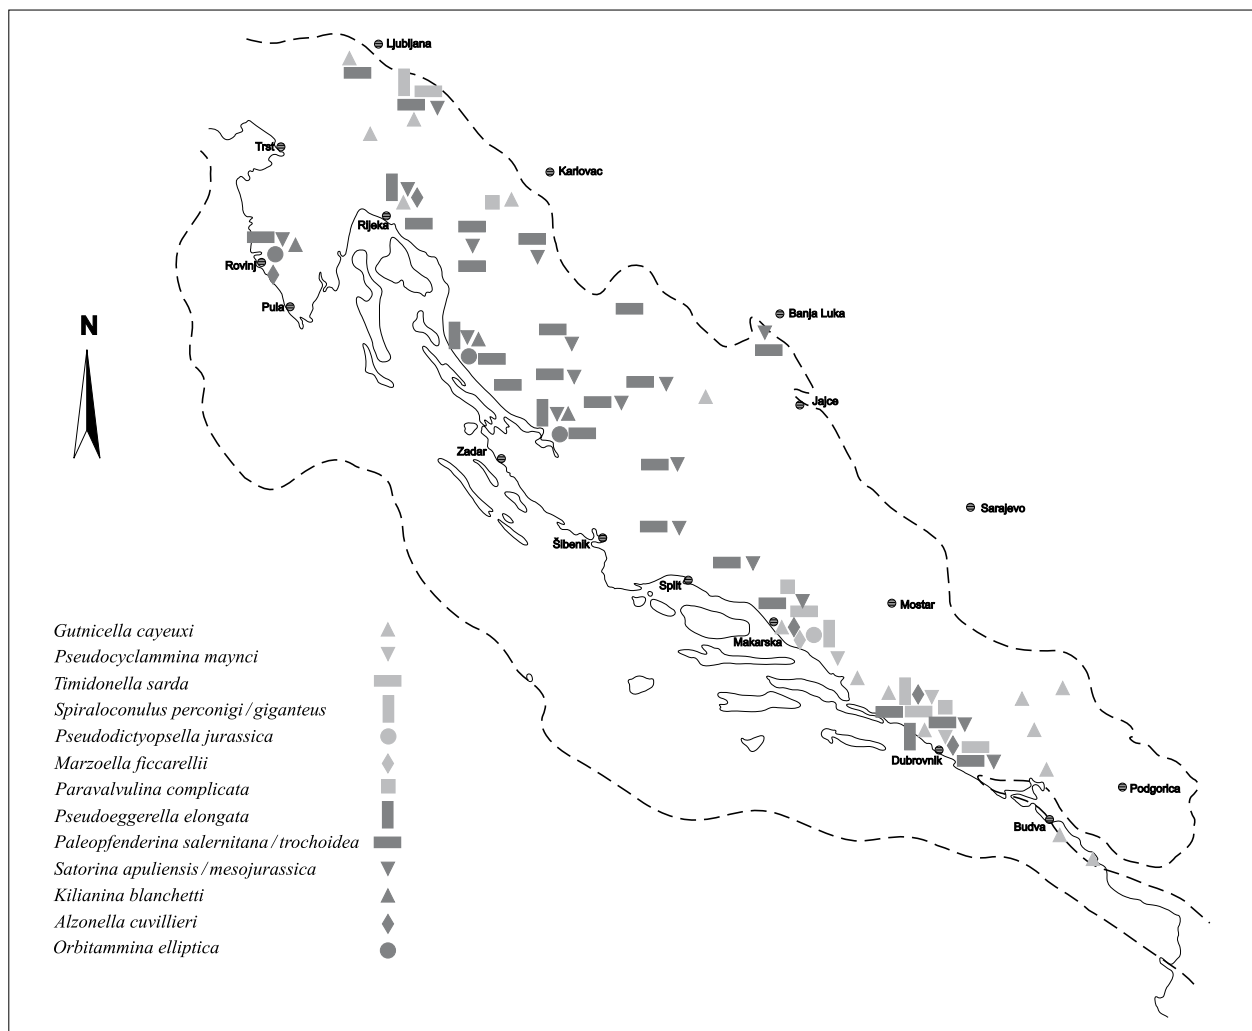 Ljubljana
Trst
Karlovac
Rijeka
Rovinj
Pula
Banja Luka
N
Jajce
Zadar
Sarajevo
Šibenik
Split
Mostar
Makarska
Dubrovnik
Podgorica
Budva
Gutnicella cayeuxi
Pseudocyclammina maynci
Timidonella sarda
Spiraloconulus perconigi / giganteus
Pseudodictyopsella jurassica
Marzoella ficcarellii
Paravalvulina complicata
Pseudoeggerella elongata
Paleopfenderina salernitana / trochoidea
Satorina apuliensis / mesojurassica
Kilianina blanchetti
Alzonella cuvillieri
Orbitammina elliptica